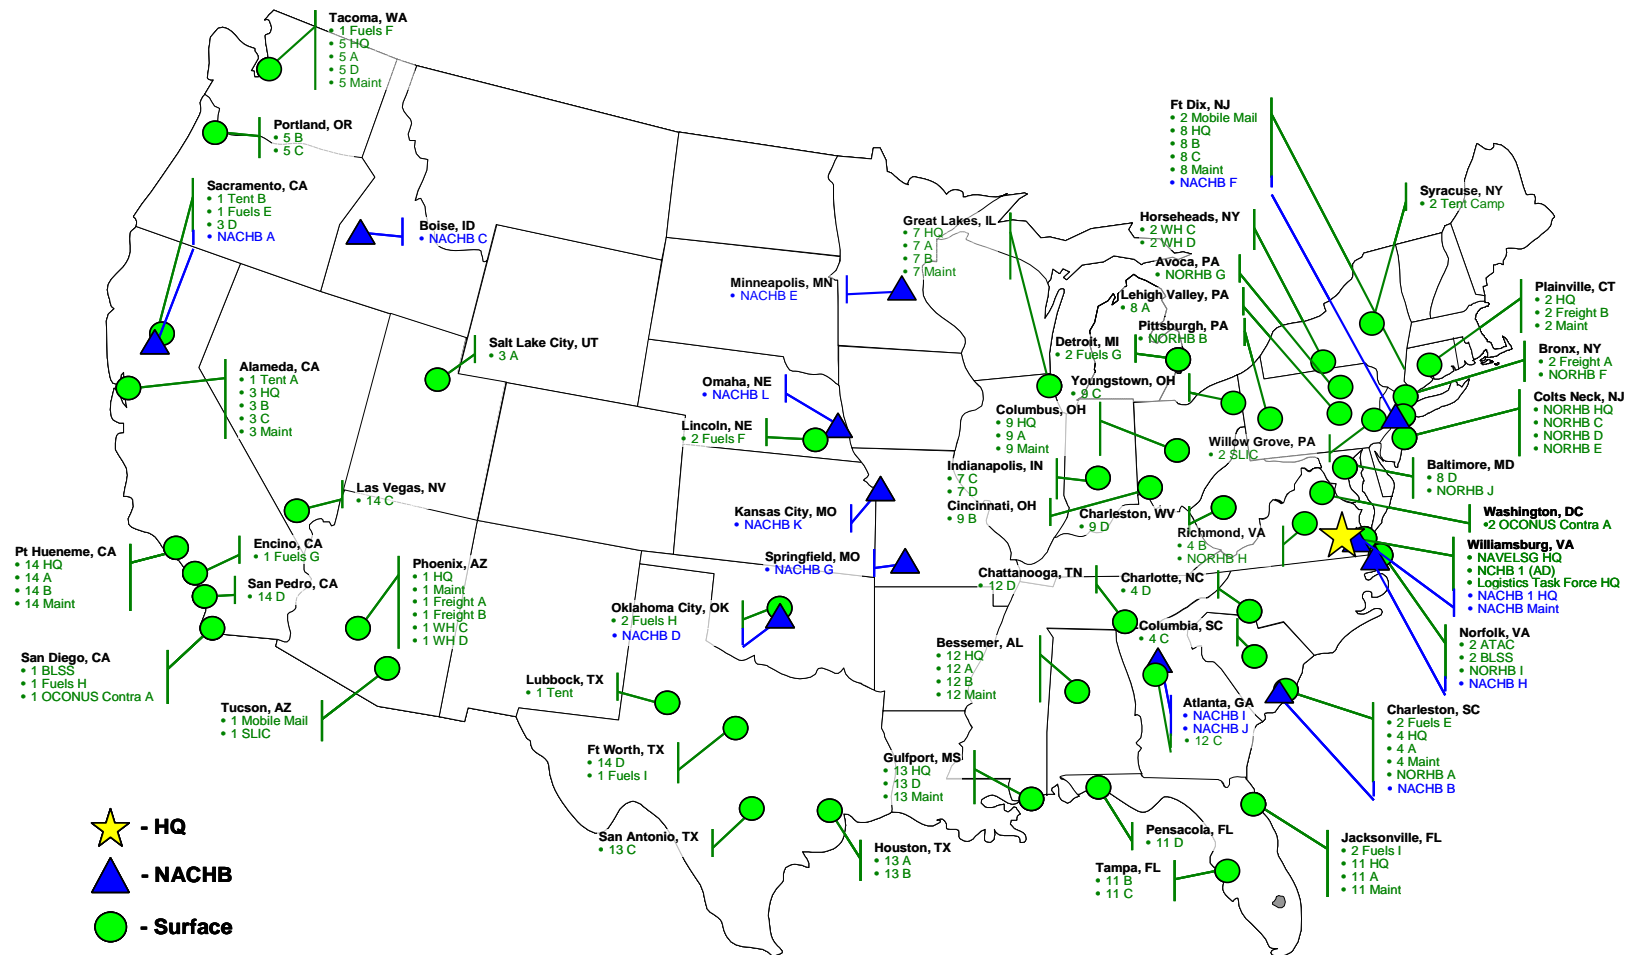 Tacoma, WA
• 1 Fuels F
• 5 HQ
• 5 A
• 5 D
• 5 Maint
Portland, OR
• 5 B
• 5 C
Sacramento, CA
• 1 Tent B
• 1 Fuels E
• 3 D
• NACHB A
Boise, ID
• NACHB C
Alameda, CA
• 1 Tent A
• 3 HQ
• 3 B
• 3 C
• 3 Maint
Salt Lake City, UT
• 3 A
Las Vegas, NV
• 14 C
Pt Hueneme, CA
• 14 HQ
• 14 A
• 14 B
• 14 Maint
Encino, CA
• 1 Fuels G
San Pedro, CA
• 14 D
San Diego, CA
• 1 BLSS
• 1 Fuels H
• 1 OCONUS Contra A
Phoenix, AZ
• 1 HQ
• 1 Maint
• 1 Freight A
• 1 Freight B
• 1 WH C
• 1 WH D
Tucson, AZ
• 1 Mobile Mail
• 1 SLIC
Minneapolis, MN
• NACHB E
Omaha, NE
• NACHB L
Lincoln, NE
• 2 Fuels F
Kansas City, MO
• NACHB K
Springfield, MO
• NACHB G
Oklahoma City, OK
• 2 Fuels H
• NACHB D
Lubbock, TX
• 1 Tent
Ft Worth, TX
• 14 D
• 1 Fuels I
San Antonio, TX
• 13 C
Houston, TX
• 13 A
• 13 B
Gulfport, MS
• 13 HQ
• 13 D
• 13 Maint
Bessemer, AL
• 12 HQ
• 12 A
• 12 B
• 12 Maint
Chattanooga, TN
• 12 D
Great Lakes, IL
• 7 HQ
• 7 A
• 7 B
• 7 Maint
Detroit, MI
• 2 Fuels G
Youngstown, OH
• 9 C
Columbus, OH
• 9 HQ
• 9 A
• 9 Maint
Indianapolis, IN
• 7 C
• 7 D
Cincinnati, OH
• 9 B
Charleston, WV
• 9 D
Ft Dix, NJ
• 2 Mobile Mail
• 8 HQ
• 8 B
• 8 C
• 8 Maint
• NACHB F
Horseheads, NY
• 2 WH C
• 2 WH D
Avoca, PA
• NORHB G
Lehigh Valley, PA
• 8 A
Pittsburgh, PA
• NORHB B
Syracuse, NY
• 2 Tent Camp
Plainville, CT
• 2 HQ
• 2 Freight B
• 2 Maint
Bronx, NY
• 2 Freight A
• NORHB F
Colts Neck, NJ
• NORHB HQ
• NORHB C
• NORHB D
• NORHB E
Willow Grove, PA
• 2 SLIC
Baltimore, MD
• 8 D
• NORHB J
Washington, DC
•2 OCONUS Contra A
Richmond, VA
• 4 B
• NORHB H
Williamsburg, VA
• NAVELSG HQ
• NCHB 1 (AD)
• Logistics Task Force HQ
• NACHB 1 HQ
• NACHB Maint
Norfolk, VA
• 2 ATAC
• 2 BLSS
• NORHB I
• NACHB H
Charlotte, NC
• 4 D
Columbia, SC
• 4 C
Atlanta, GA
• NACHB I
• NACHB J
• 12 C
Charleston, SC
• 2 Fuels E
• 4 HQ
• 4 A
• 4 Maint
• NORHB A
• NACHB B
Pensacola, FL
• 11 D
Tampa, FL
• 11 B
• 11 C
Jacksonville, FL
• 2 Fuels I
• 11 HQ
• 11 A
• 11 Maint
- HQ
- NACHB
- Surface